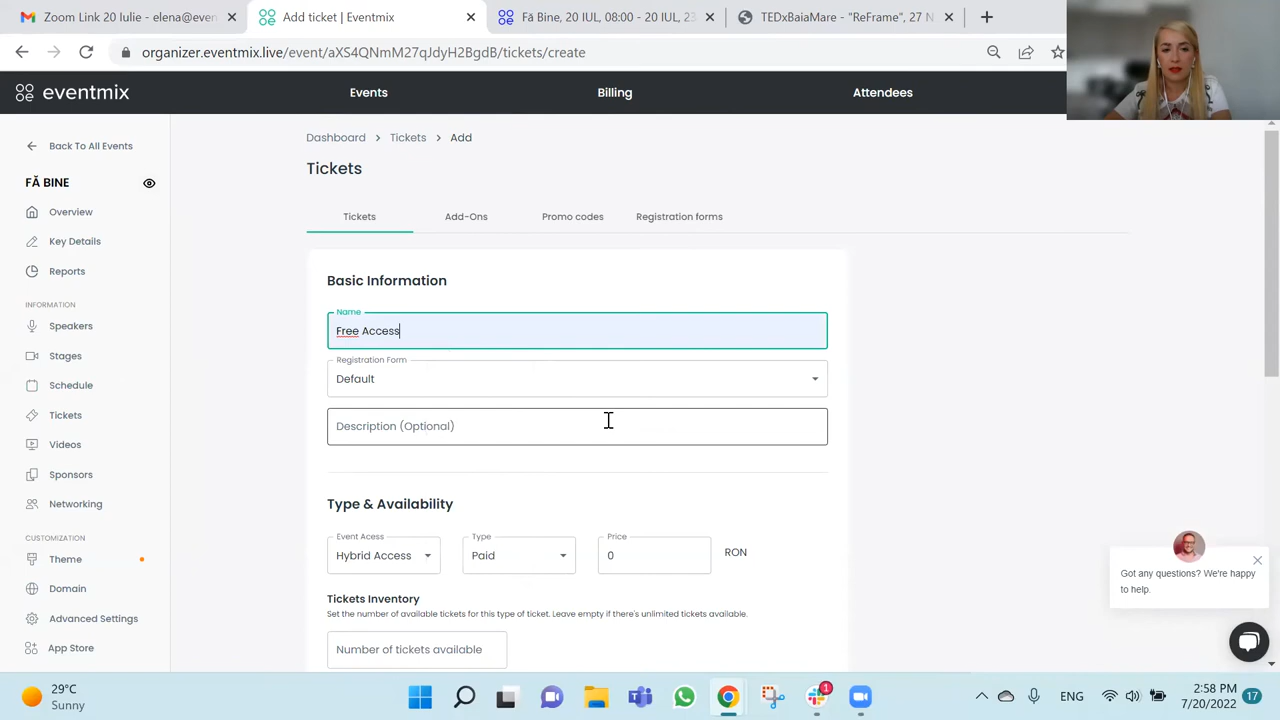 Zoom Link 20 Iulie - elena@even
Add ticket | Eventmix
Fă Bine, 20 IUL, 08:00 - 20 IUL, 23
TEDxBaiaMare - "ReFrame", 27 N
organizer.eventmix.live/event/aXS4QNmM27qJdyH2BgdB/tickets/create
eventmix
Events
Billing
Attendees
Back To All Events
FĂ BINE
Overview
Key Details
Reports
INFORMATION
Speakers
Stages
Schedule
Tickets
Videos
Sponsors
Networking
CUSTOMIZATION
Theme
Domain
Advanced Settings
App Store
Dashboard > Tickets > Add
Tickets
Tickets
Add-Ons
Promo codes
Registration forms
Basic Information
Name
Free Access
Registration Form
Default
Description (Optional)
Type & Availability
Event Acess
Hybrid Access
Type
Paid
Price
0
RON
Tickets Inventory
Set the number of available tickets for this type of ticket. Leave empty if there's unlimited tickets available.
Number of tickets available
Got any questions? We're happy
to help.
29°C
Sunny
1
ENG
2:58 PM
7/20/2022
17